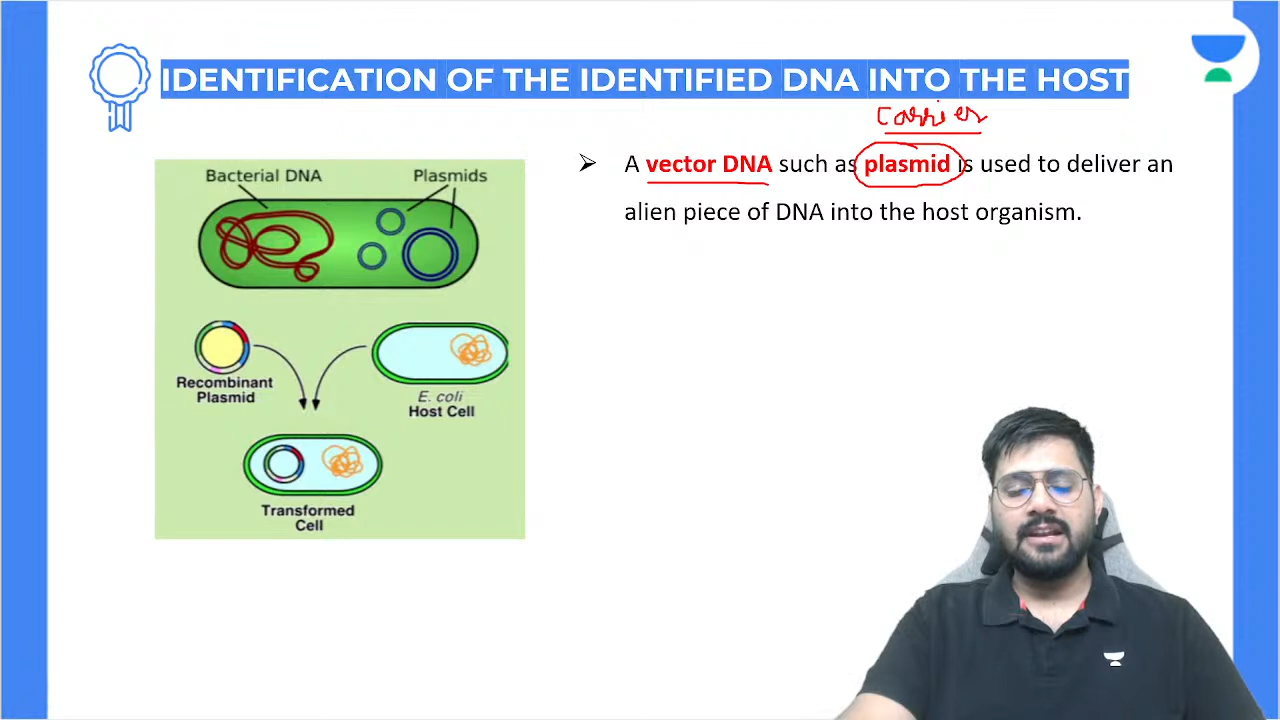 IDENTIFICATION OF THE IDENTIFIED DNA INTO THE HOST
carrier
➢ A vector DNA such as plasmid is used to deliver an
alien piece of DNA into the host organism.
Bacterial DNA
Plasmids
Recombinant
Plasmid
E. coli
Host Cell
Transformed
Cell